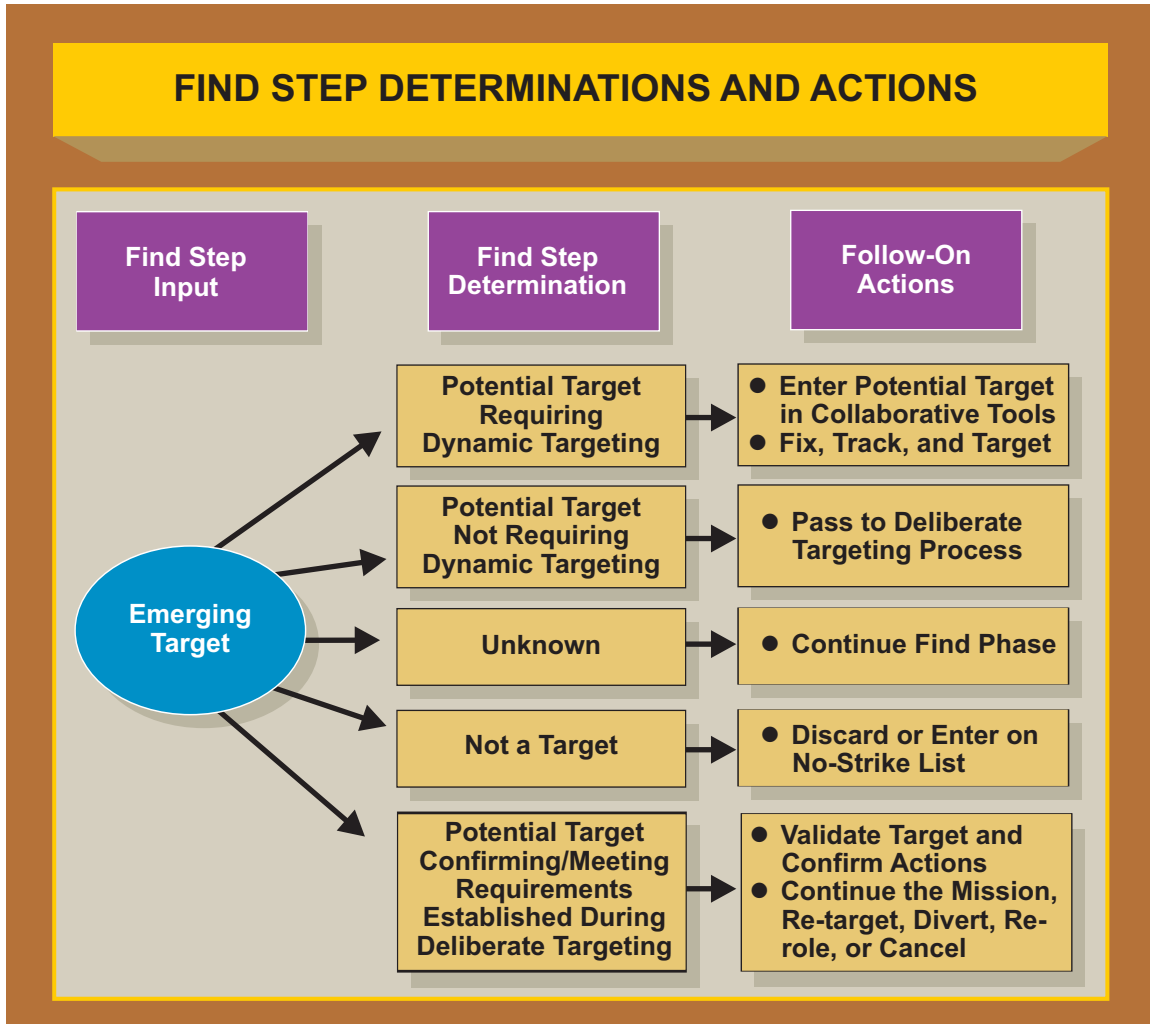 FIND STEP DETERMINATIONS AND ACTIONS
Find Step
Input
Find Step
Determination
Follow-On
Actions
Emerging
Target
Potential Target
Requiring
Dynamic Targeting
● Enter Potential Target
in Collaborative Tools
● Fix, Track, and Target
Potential Target
Not Requiring
Dynamic Targeting
● Pass to Deliberate
Targeting Process
Unknown
● Continue Find Phase
Not a Target
● Discard or Enter on
No-Strike List
Potential Target
Confirming/Meeting
Requirements
Established During
Deliberate Targeting
● Validate Target and
Confirm Actions
● Continue the Mission,
Re-target, Divert, Re-
role, or Cancel